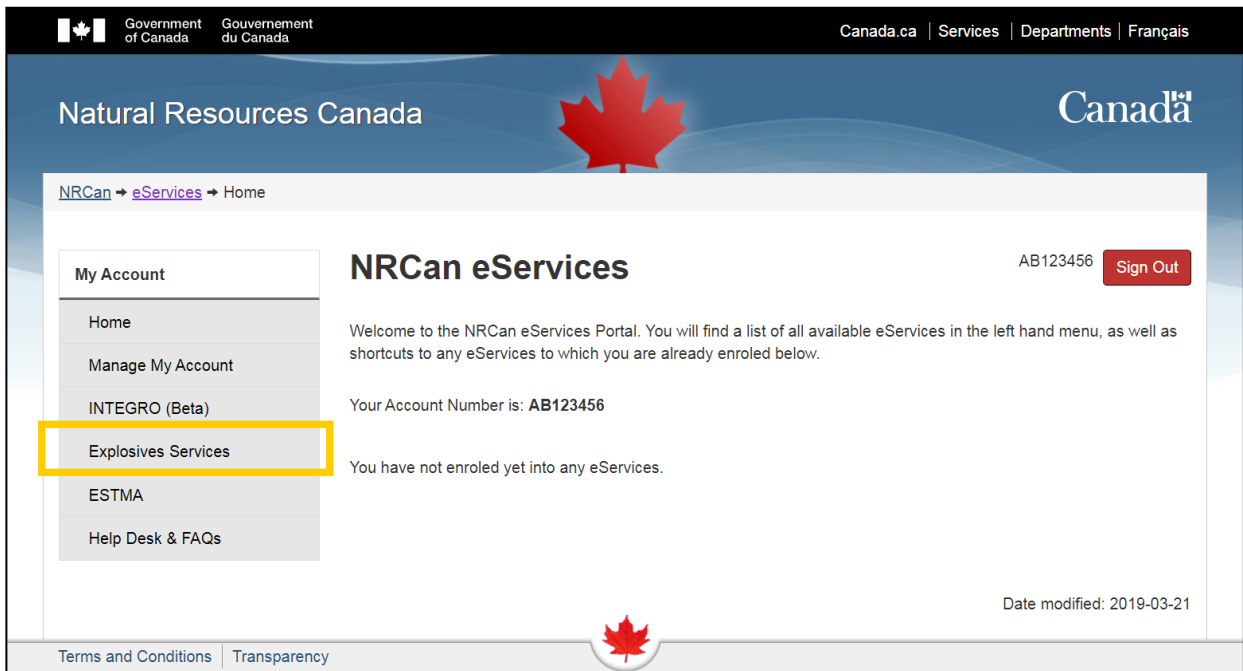 Government of Canada
Gouvernement du Canada
Canada.ca | Services | Departments | Français
Natural Resources Canada
Canada
NRCan ➔ eServices ➔ Home
My Account
Home
Manage My Account
INTEGRO (Beta)
Explosives Services
ESTMA
Help Desk & FAQs
NRCan eServices
AB123456
Sign Out
Welcome to the NRCan eServices Portal. You will find a list of all available eServices in the left hand menu, as well as
shortcuts to any eServices to which you are already enroled below.
Your Account Number is: AB123456
You have not enroled yet into any eServices.
Date modified: 2019-03-21
Terms and Conditions | Transparency